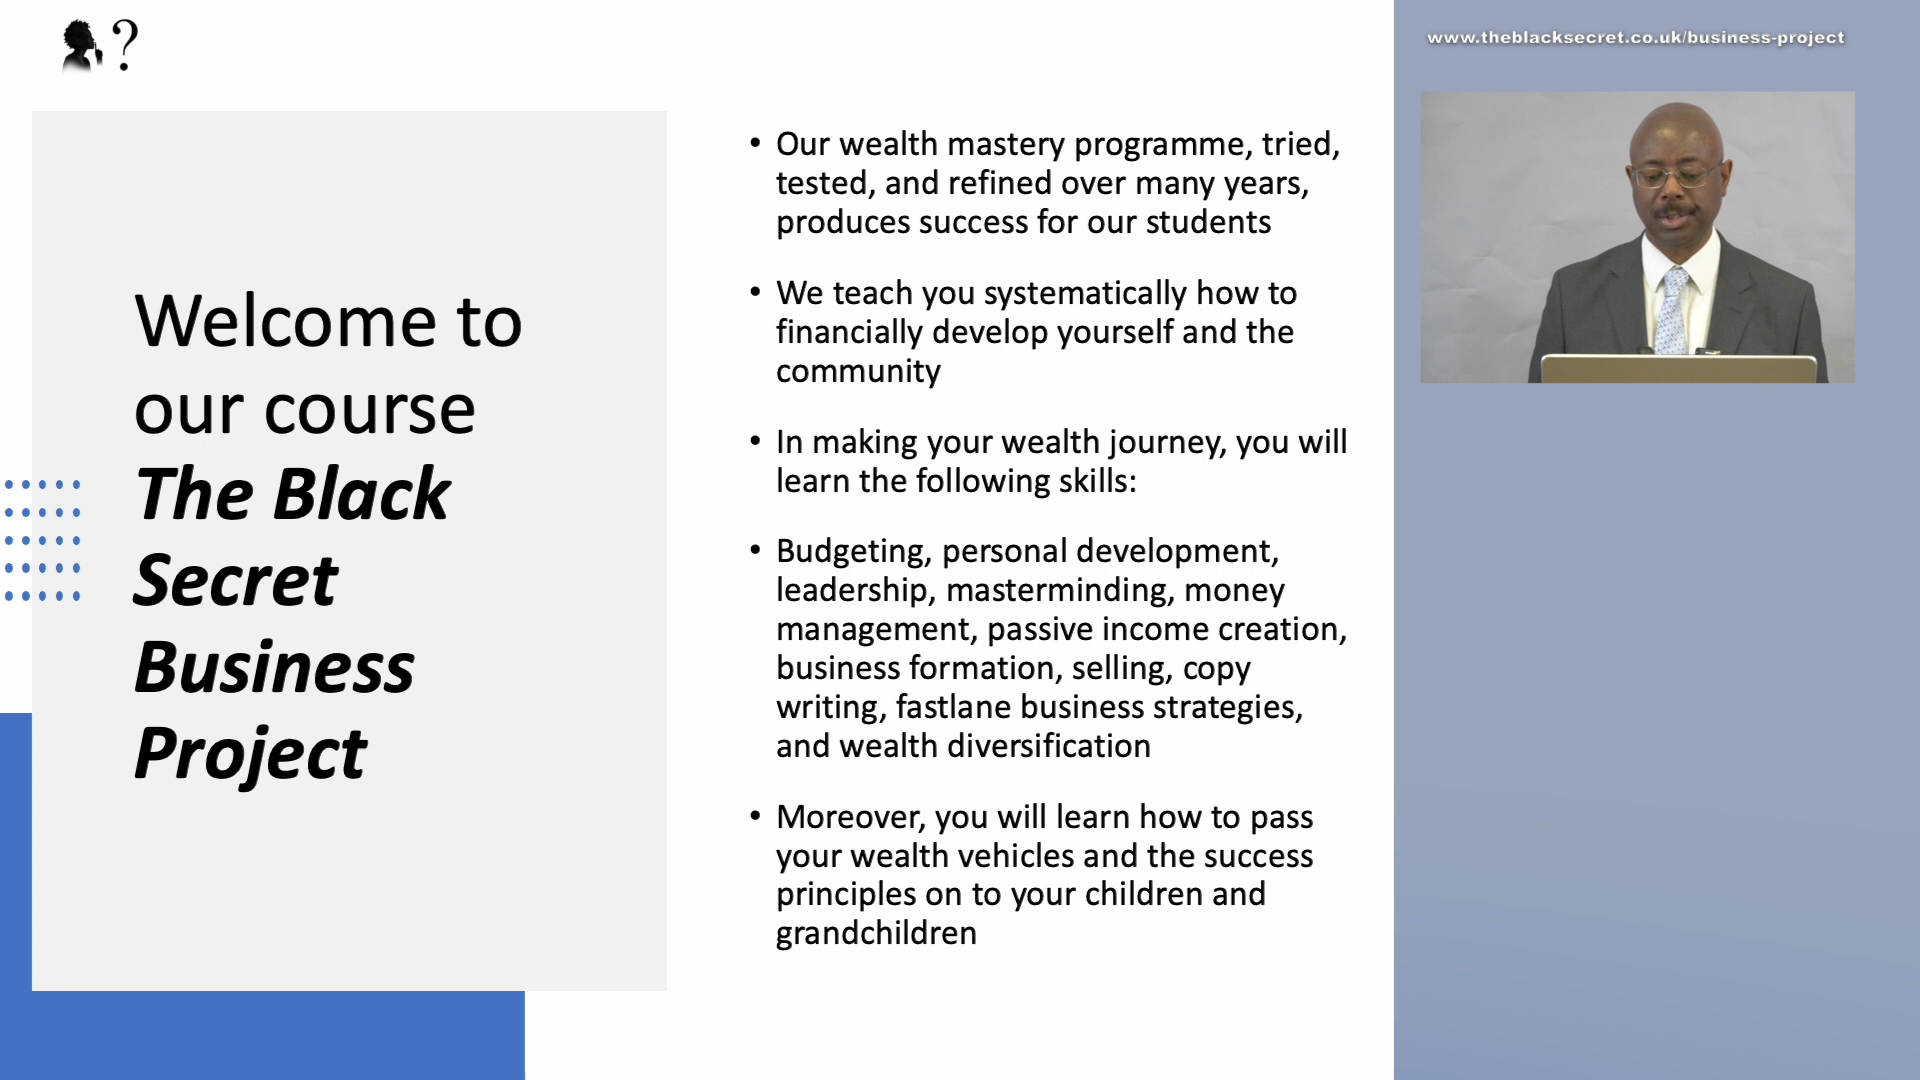 ?
www.theblacksecret.co.uk/business-project
Welcome to
our course
The Black
Secret
Business
Project
• Our wealth mastery programme, tried,
tested, and refined over many years,
produces success for our students
• We teach you systematically how to
financially develop yourself and the
community
• In making your wealth journey, you will
learn the following skills:
• Budgeting, personal development,
leadership, masterminding, money
management, passive income creation,
business formation, selling, copy
writing, fastlane business strategies,
and wealth diversification
• Moreover, you will learn how to pass
your wealth vehicles and the success
principles on to your children and
grandchildren